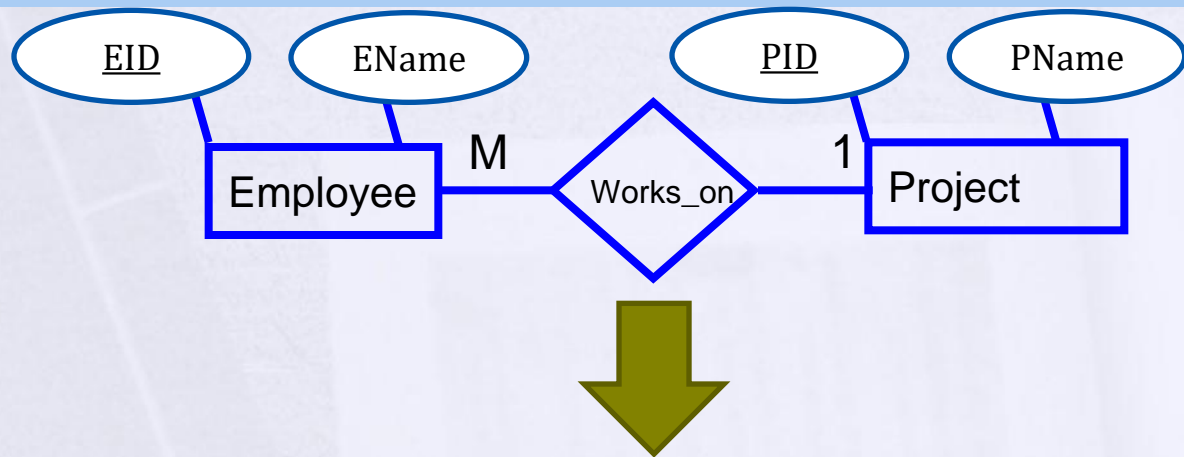 EID
EName
PID
PName
M
1
Employee
Works_on
Project